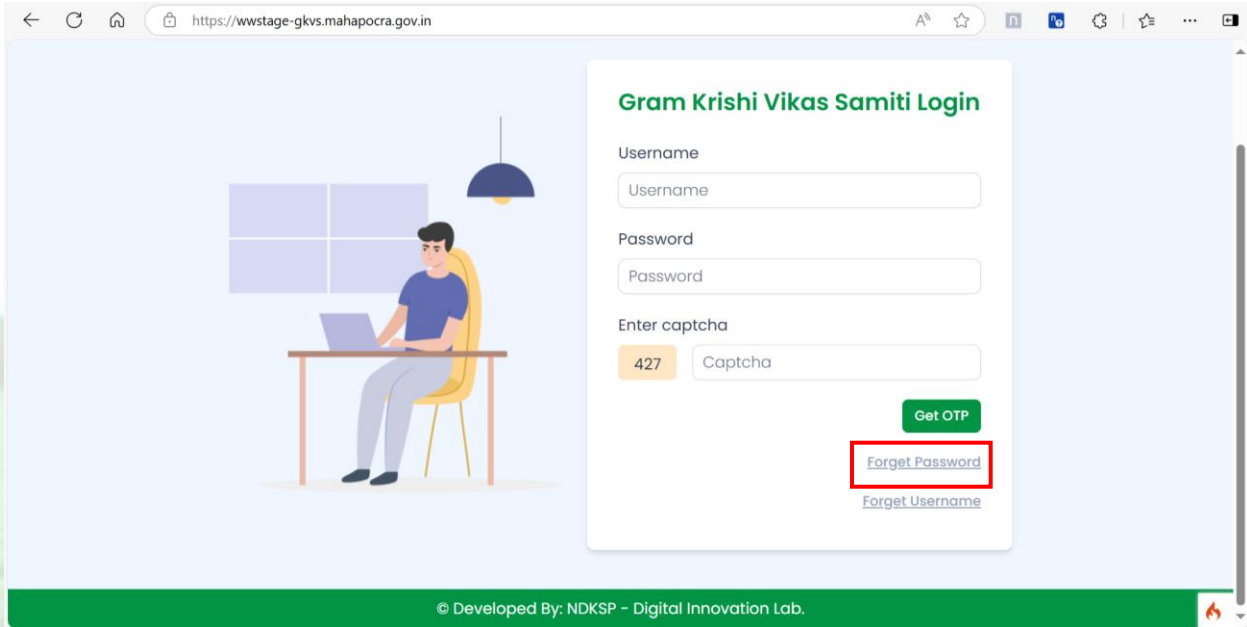 https://wwstage-gkvs.mahapocra.gov.in
Gram Krishi Vikas Samiti Login
Username
Username
Password
Password
Enter captcha
427 Captcha
Get OTP
Forget Password
Forget Username
© Developed By: NDKSP - Digital Innovation Lab.